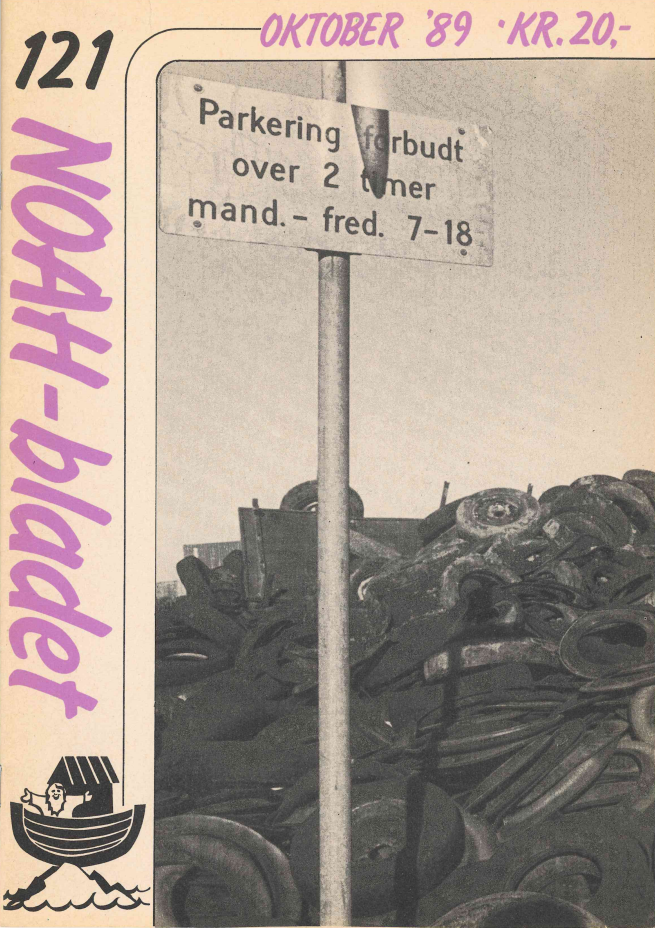 121
OKTOBER '89 · KR. 20,-
NOAH-bladet
Parkering forbudt
over 2 timer
mand. – fred. 7–18